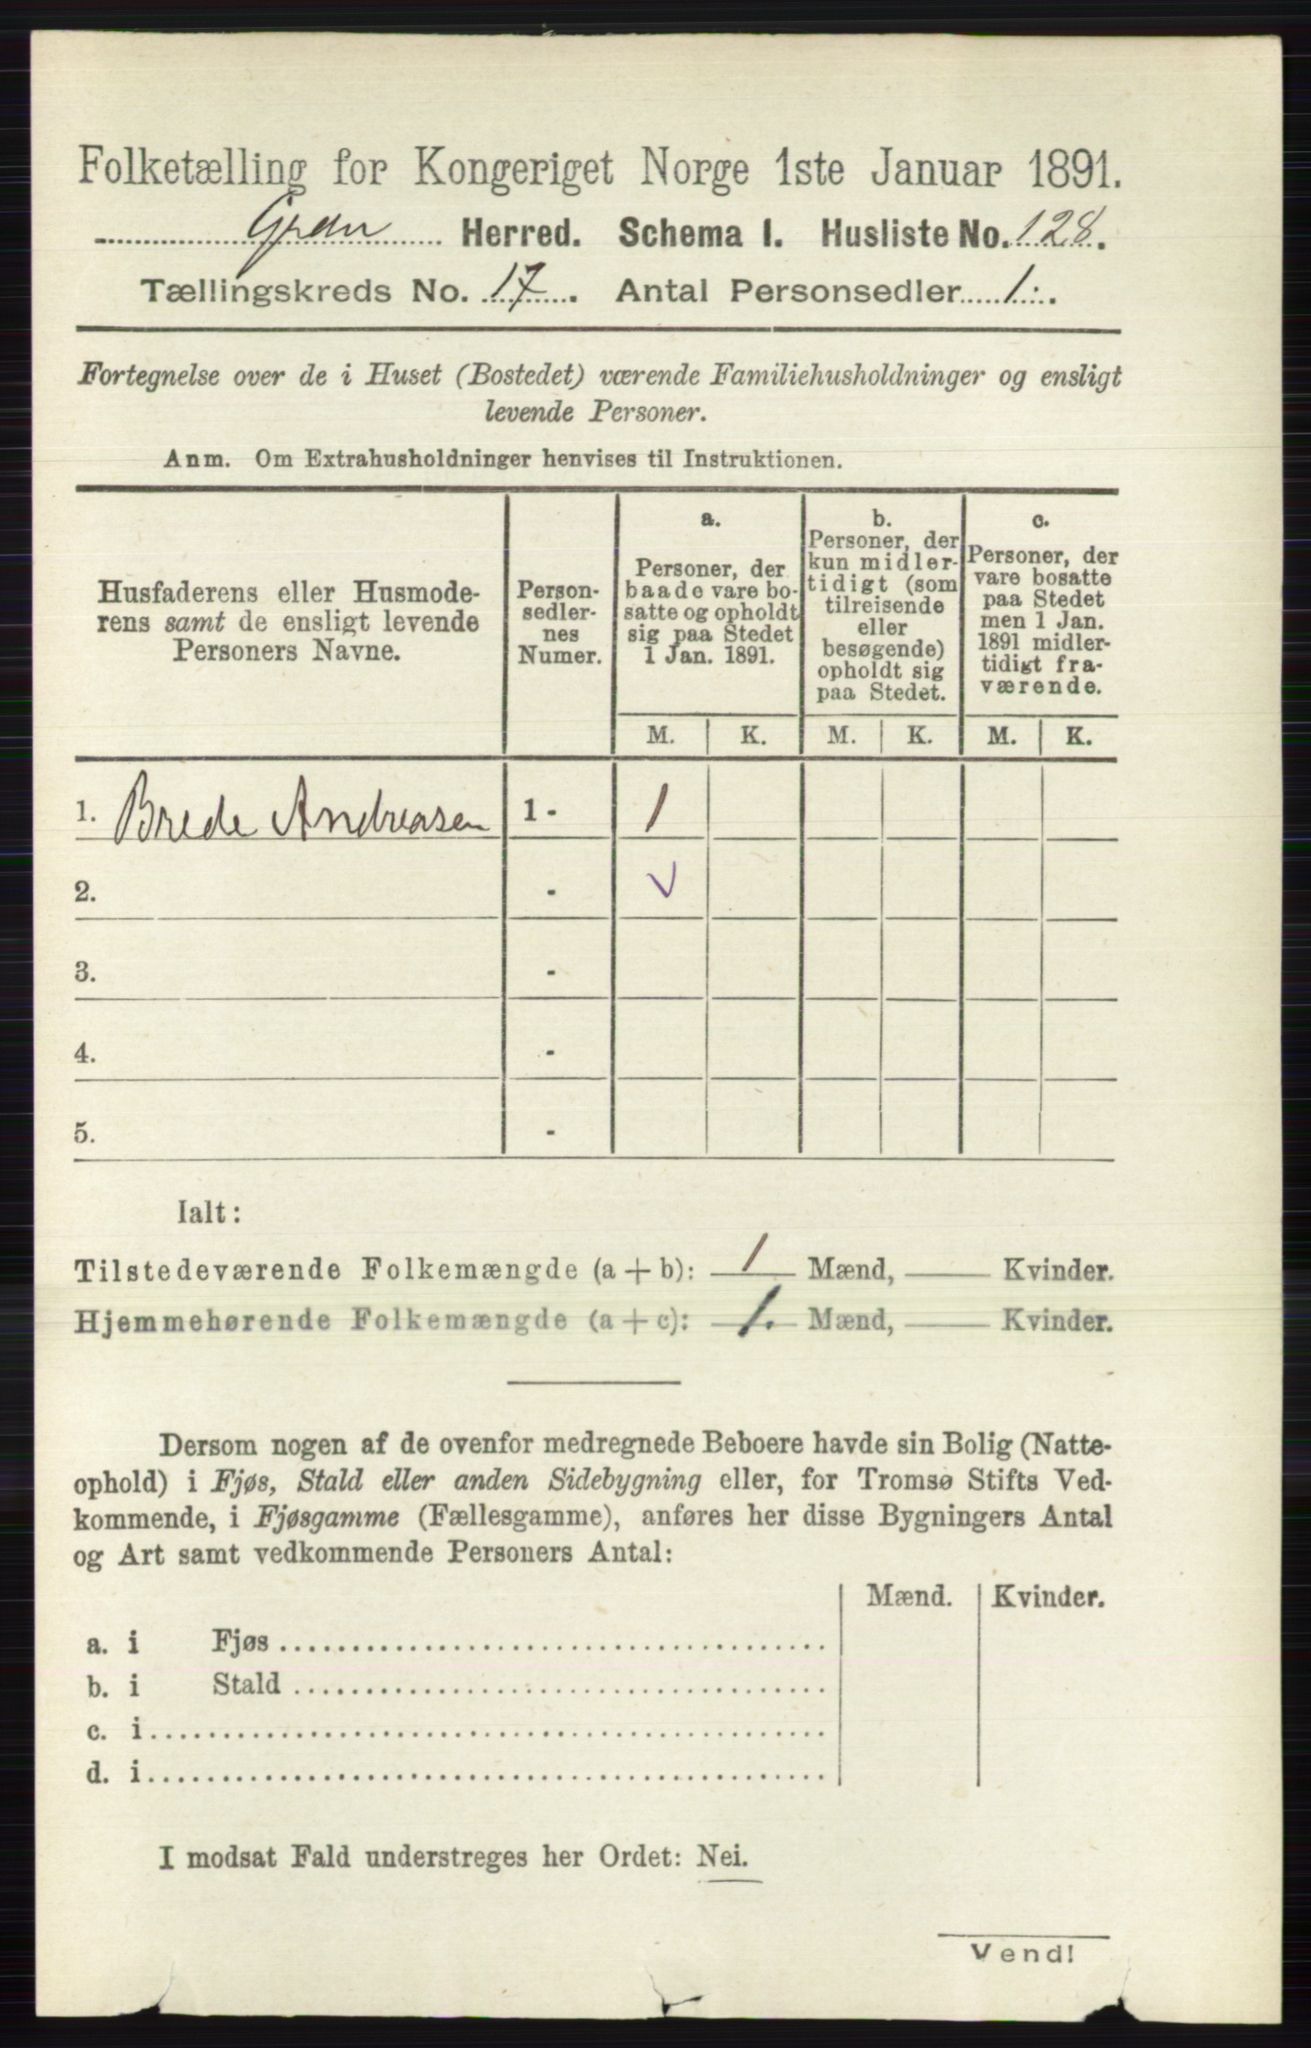 Folketælling for Kongeriget Norge 1ste Januar 1891.
Gran Herred. Schema I. Husliste No. 128.
Tællingskreds No. 17. Antal Personsedler 1.
Fortegnelse over de i Huset (Bostedet) værende Familiehusholdninger og ensligt
levende Personer.
Anm. Om Extrahusholdninger henvises til Instruktionen.
Husfaderens eller Husmode-
rens samt de ensligt levende
Personers Navne.
Person-
sedler-
nes
Numer.
a.
Personer, der
baade vare bo-
satte og opholdt
sig paa Stedet
1 Jan. 1891.
b.
Personer, der
kun midler-
tidigt (som
tilreisende
eller
besøgende)
opholdt sig
paa Stedet.
c.
Personer, der
vare bosatte
paa Stedet
men 1 Jan.
1891 midler-
tidigt fra-
værende.
M. K. M. K. M. K.
1. Brede Andreasen 1 - 1
2. - v
3. -
4. -
5. -
Ialt:
Tilstedeværende Folkemængde (a + b): 1 Mænd, Kvinder.
Hjemmehørende Folkemængde (a + c): 1. Mænd, Kvinder.
Dersom nogen af de ovenfor medregnede Beboere havde sin Bolig (Natte-
ophold) i Fjøs, Stald eller anden Sidebygning eller, for Tromsø Stifts Ved-
kommende, i Fjøsgamme (Fællesgamme), anføres her disse Bygningers Antal
og Art samt vedkommende Personers Antal:
Mænd. Kvinder.
a. i Fjøs
b. i Stald
c. i
d. i
I modsat Fald understreges her Ordet: Nei.
Vend!